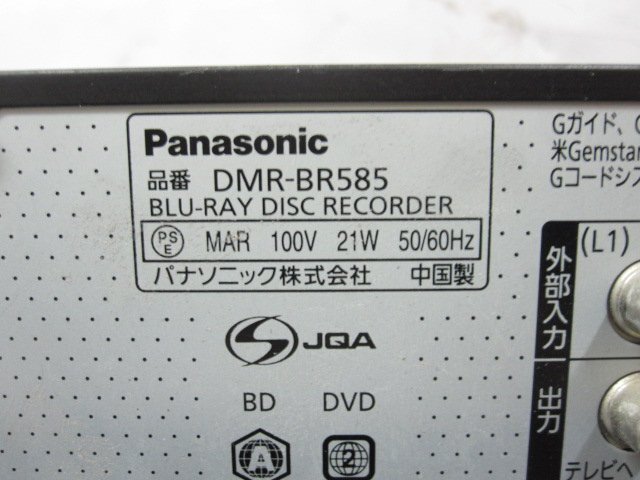 Panasonic
品番 DMR-BR585
BLU-RAY DISC RECORDER
PS E MAR 100V 21W 50/60Hz
パナソニック株式会社 中国製
S JQA
BD DVD
A 2
Gガイド、
米Gemstar
Gコードシス
(L1)
外部入力
出力
テレビへ